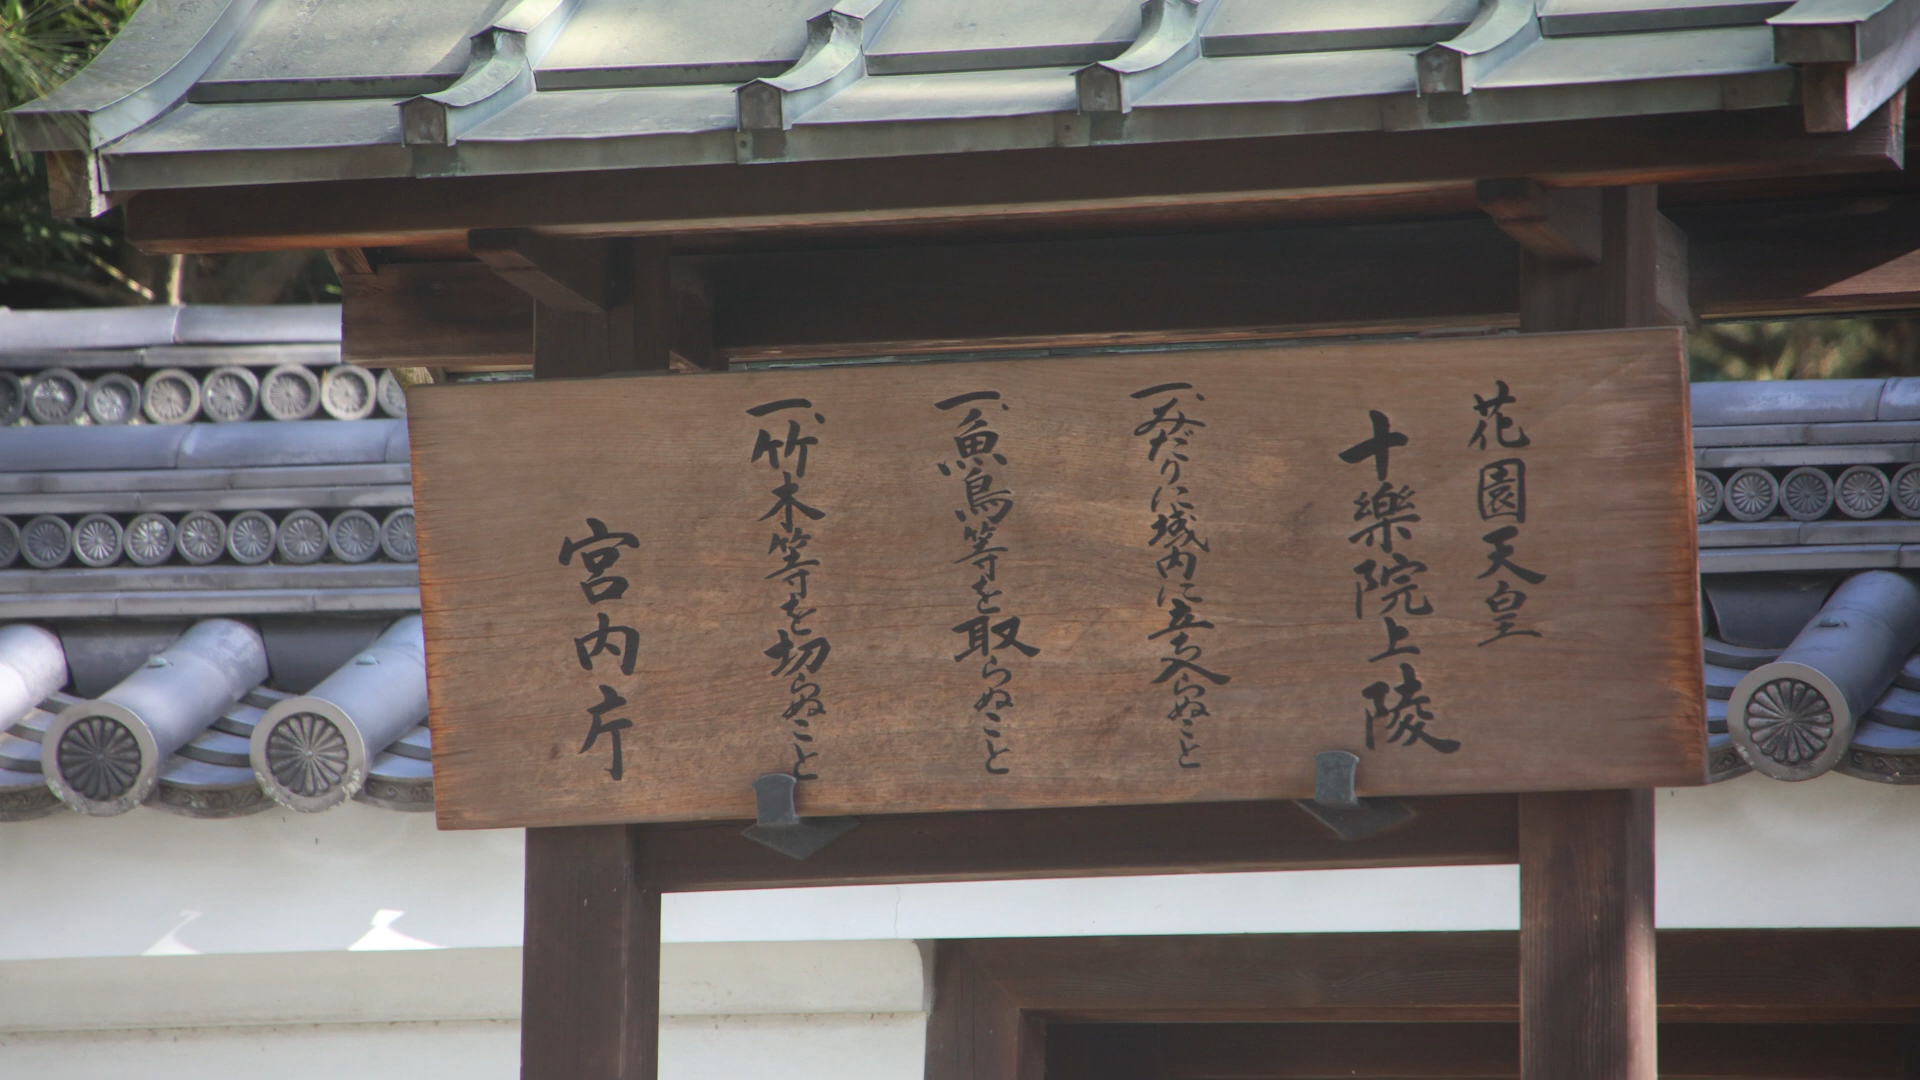 花園天皇
十樂院上陵
一、みだりに域内に立ち入らぬこと
一、魚鳥等を取らぬこと
一、竹木等を切らぬこと
宮内庁